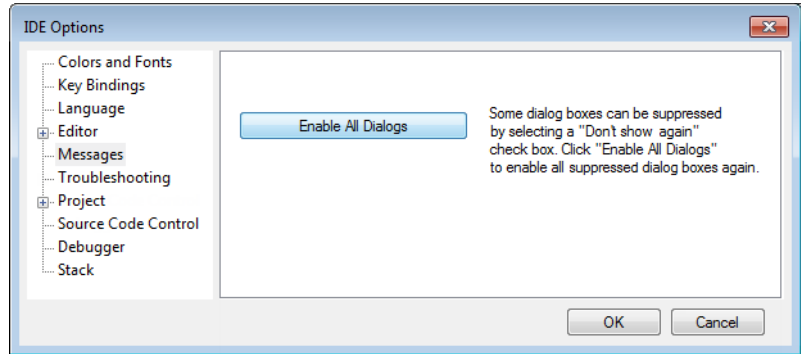 IDE Options
Colors and Fonts
Key Bindings
Language
Editor
Messages
Troubleshooting
Project
Source Code Control
Debugger
Stack
Enable All Dialogs
Some dialog boxes can be suppressed
by selecting a "Don't show again"
check box. Click "Enable All Dialogs"
to enable all suppressed dialog boxes again.
OK
Cancel